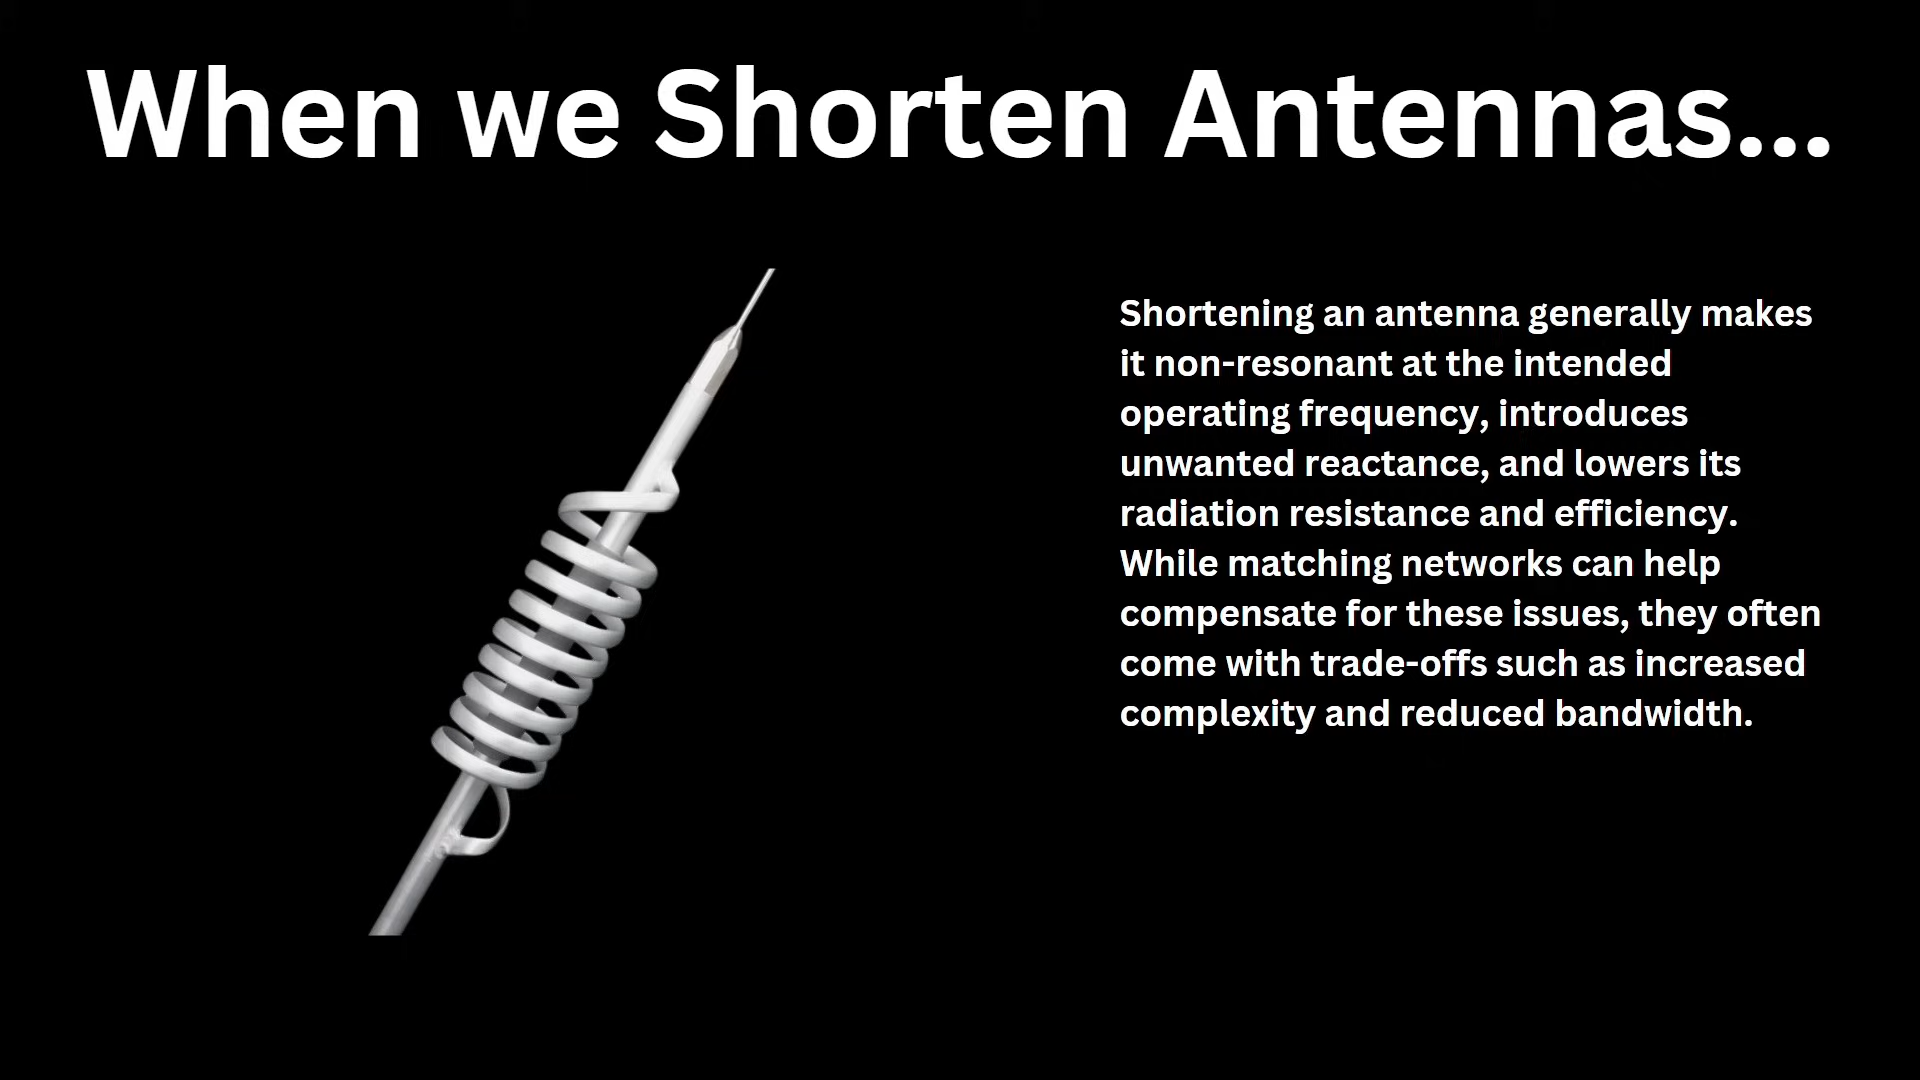 When we Shorten Antennas...
Shortening an antenna generally makes
it non-resonant at the intended
operating frequency, introduces
unwanted reactance, and lowers its
radiation resistance and efficiency.
While matching networks can help
compensate for these issues, they often
come with trade-offs such as increased
complexity and reduced bandwidth.